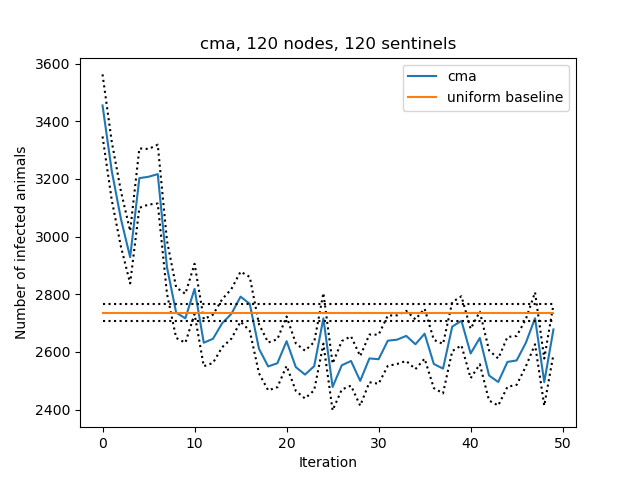 cma, 120 nodes, 120 sentinels
cma
uniform baseline
Number of infected animals
3600
3400
3200
3000
2800
2600
2400
0 10 20 30 40 50
Iteration